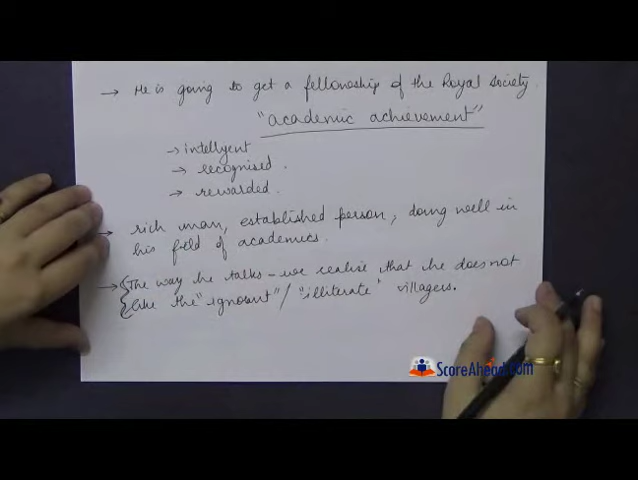 → He is going to get a fellowship of the Royal Society.
"academic achievement"
→ intelligent
→ recognised.
→ rewarded.
→ rich man, established person, doing well in
his field of academics.
→ The way he talks - we realise that he does not
like the "ignorant" / "illiterate" villagers.
ScoreAhead.com